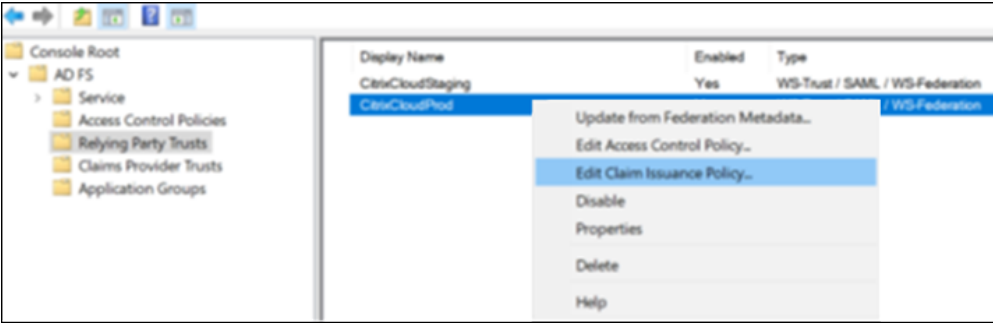 Console Root
AD FS
Service
Access Control Policies
Relying Party Trusts
Claims Provider Trusts
Application Groups
Display Name Enabled Type
CitrixCloudStaging Yes WS-Trust / SAML / WS-Federation
CitrixCloudProd / WS-Federation
Update from Federation Metadata...
Edit Access Control Policy...
Edit Claim Issuance Policy...
Disable
Properties
Delete
Help